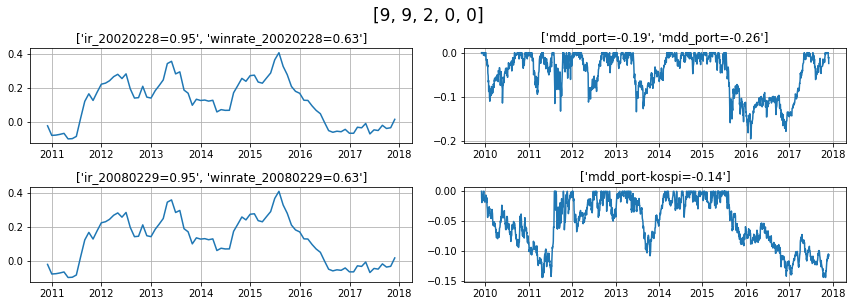 [9, 9, 2, 0, 0]
['ir_20020228=0.95', 'winrate_20020228=0.63']
0.4
0.2
0.0
2011 2012 2013 2014 2015 2016 2017 2018
['mdd_port=-0.19', 'mdd_port=-0.26']
0.0
−0.1
−0.2
2010 2011 2012 2013 2014 2015 2016 2017 2018
['ir_20080229=0.95', 'winrate_20080229=0.63']
0.4
0.2
0.0
2011 2012 2013 2014 2015 2016 2017 2018
['mdd_port-kospi=-0.14']
0.00
−0.05
−0.10
−0.15
2010 2011 2012 2013 2014 2015 2016 2017 2018